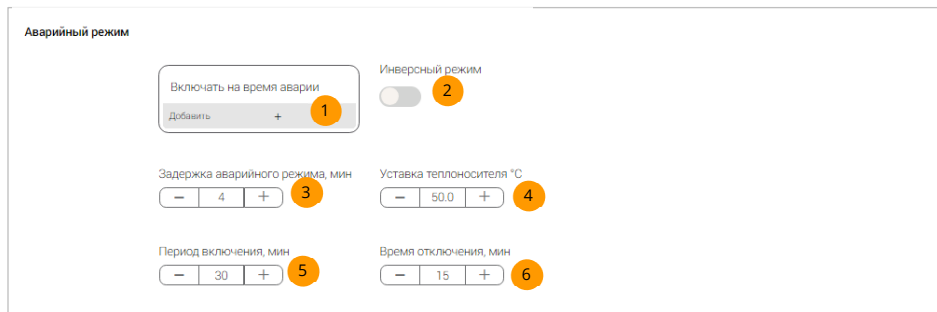 Аварийный режим
Включать на время аварии
Добавить +
1
Инверсный режим
2
Задержка аварийного режима, мин
− 4 +
3
Уставка теплоносителя °C
− 50.0 +
4
Период включения, мин
− 30 +
5
Время отключения, мин
− 15 +
6